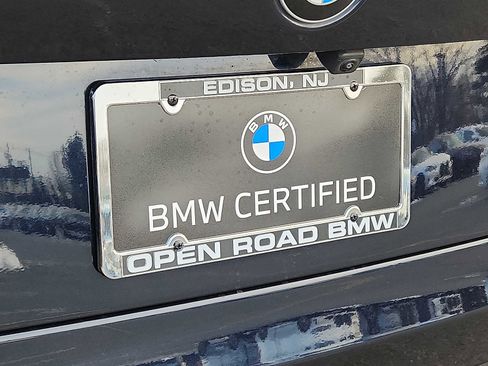 EDISON, NJ
BMW
BMW CERTIFIED
OPEN ROAD BMW